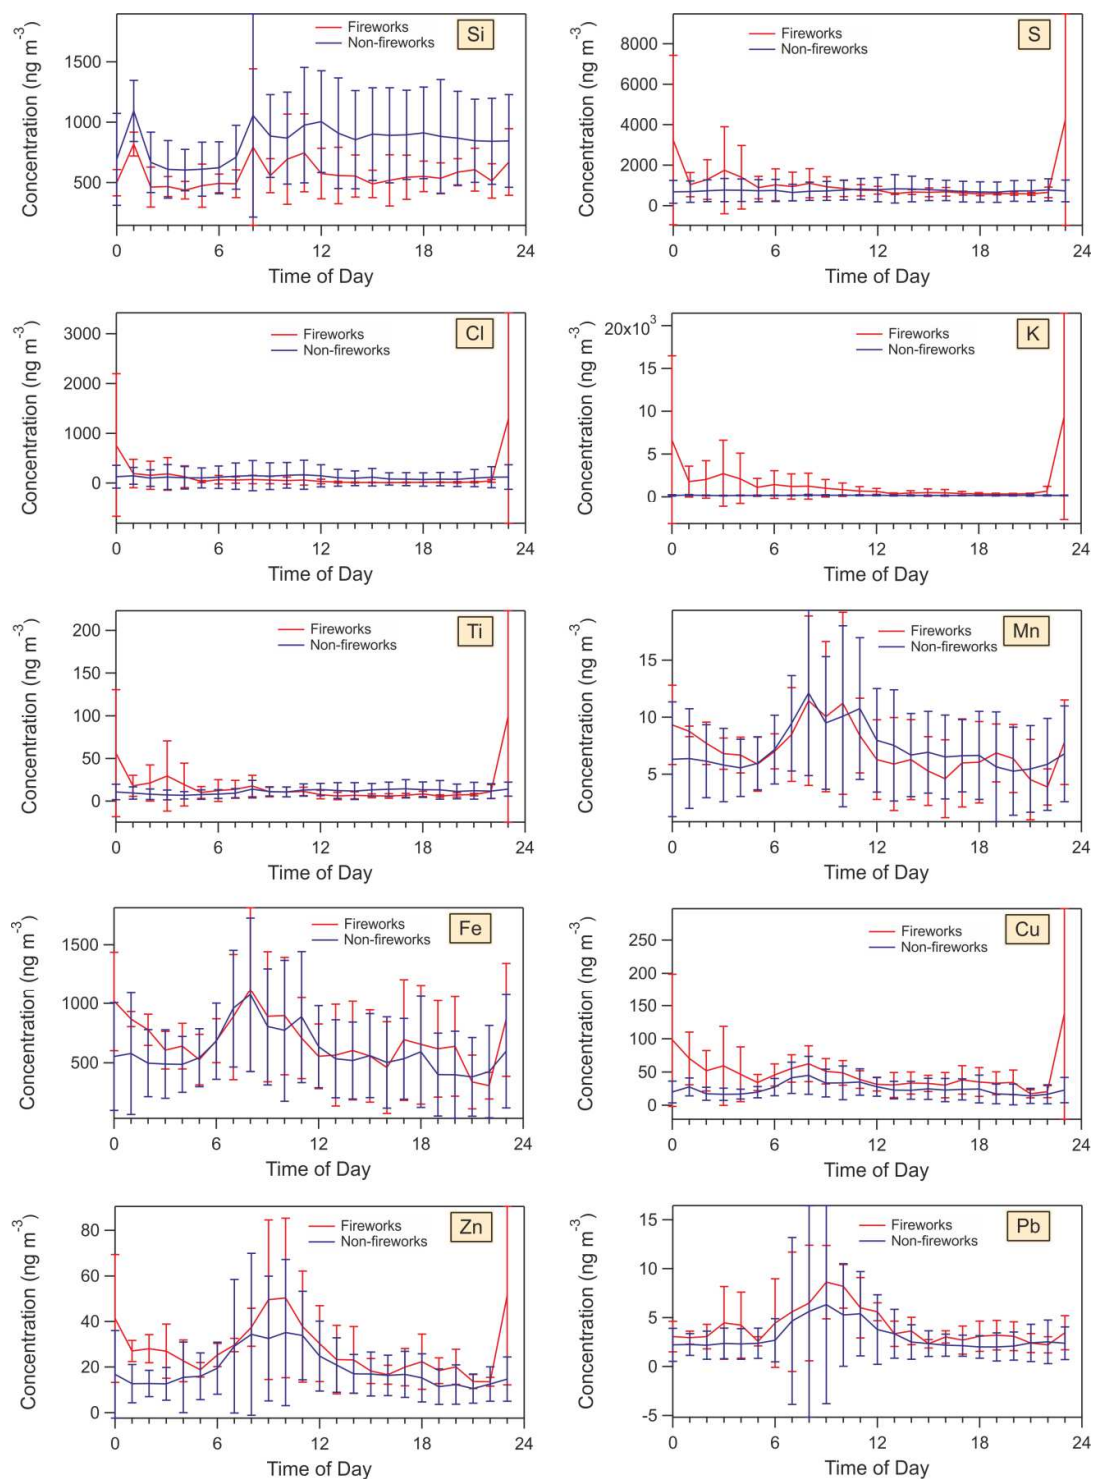 Si
Fireworks
Non-fireworks
Concentration (ng m⁻³)
1500
1000
500
0 6 12 18 24
Time of Day
S
Fireworks
Non-fireworks
Concentration (ng m⁻³)
8000
6000
4000
2000
0
0 6 12 18 24
Time of Day
Cl
Fireworks
Non-fireworks
Concentration (ng m⁻³)
3000
2000
1000
0
0 6 12 18 24
Time of Day
K
Fireworks
Non-fireworks
Concentration (ng m⁻³)
20x10³
15
10
5
0
0 6 12 18 24
Time of Day
Ti
Fireworks
Non-fireworks
Concentration (ng m⁻³)
200
150
100
50
0
0 6 12 18 24
Time of Day
Mn
Fireworks
Non-fireworks
Concentration (ng m⁻³)
15
10
5
0 6 12 18 24
Time of Day
Fe
Fireworks
Non-fireworks
Concentration (ng m⁻³)
1500
1000
500
0 6 12 18 24
Time of Day
Cu
Fireworks
Non-fireworks
Concentration (ng m⁻³)
250
200
150
100
50
0
0 6 12 18 24
Time of Day
Zn
Fireworks
Non-fireworks
Concentration (ng m⁻³)
80
60
40
20
0
0 6 12 18 24
Time of Day
Pb
Fireworks
Non-fireworks
Concentration (ng m⁻³)
15
10
5
0
-5
0 6 12 18 24
Time of Day